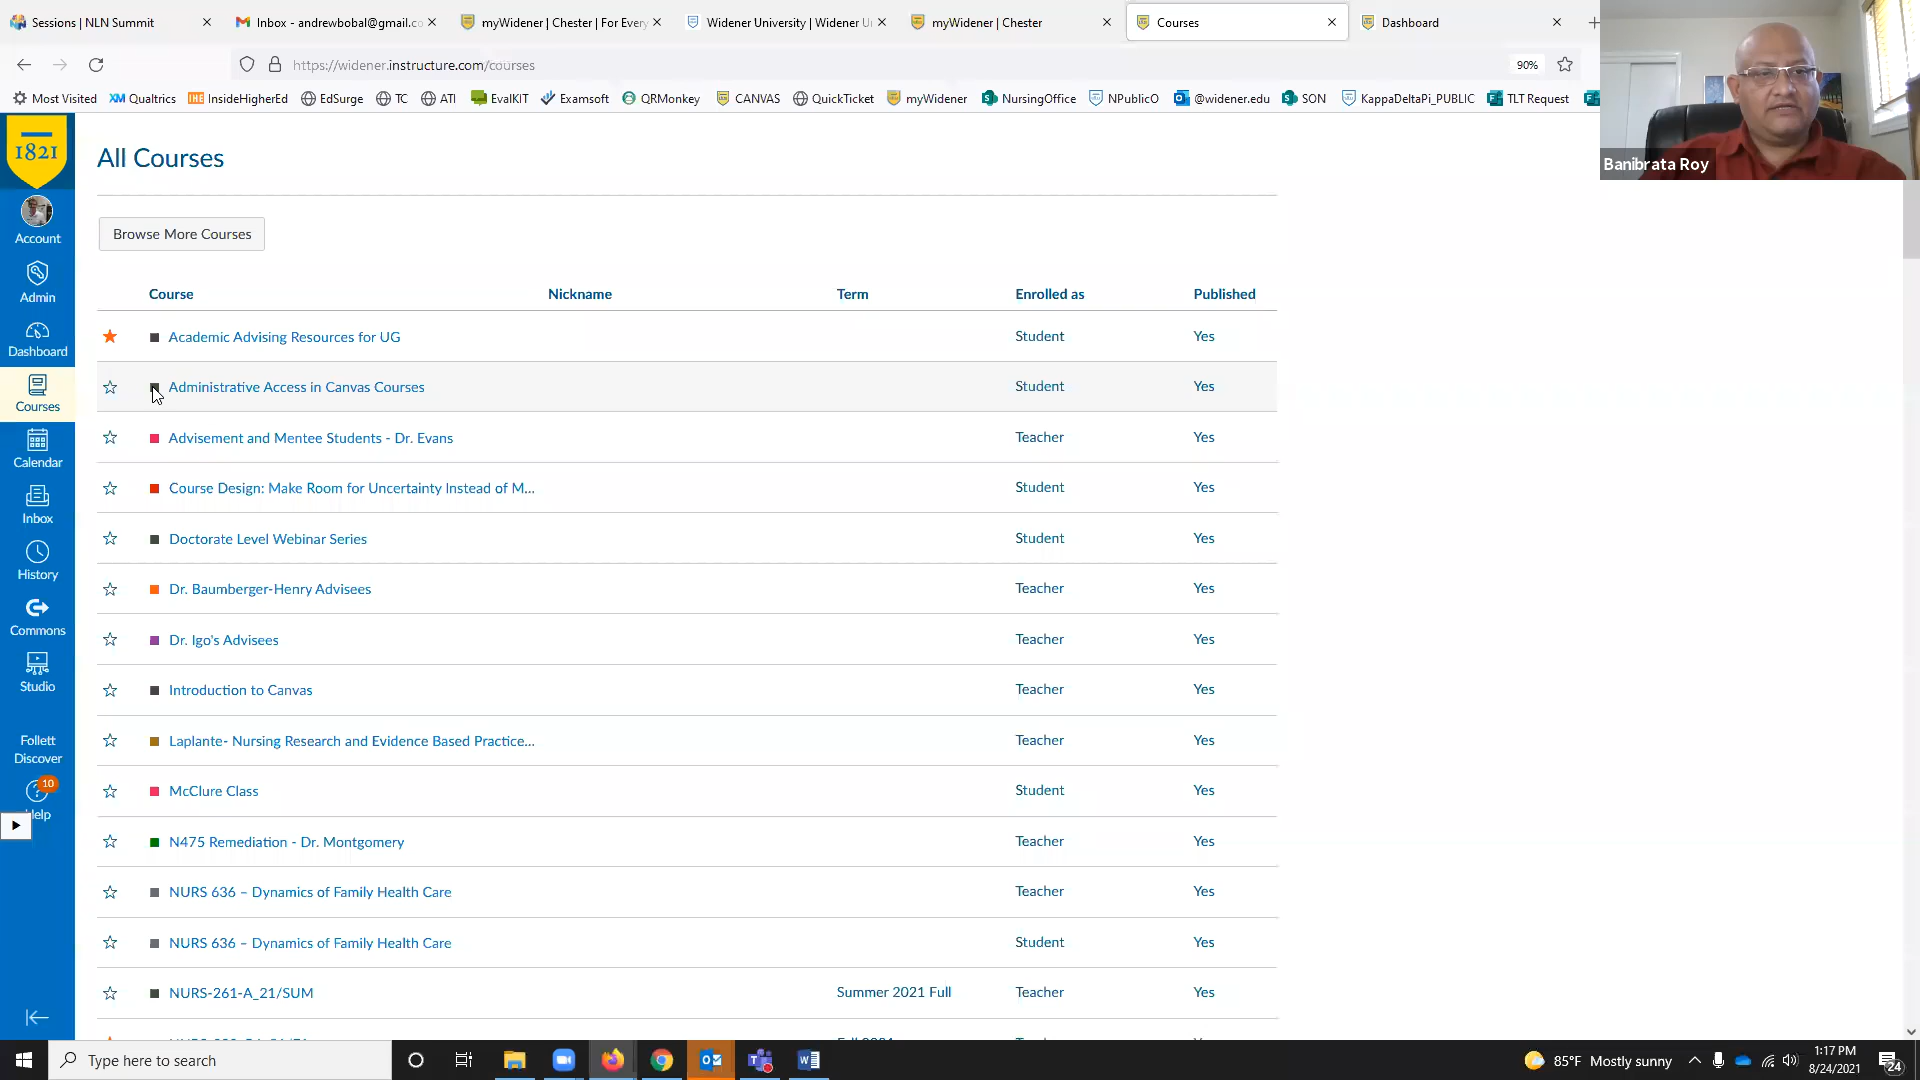 Sessions | NLN Summit
Inbox - andrewbobal@gmail.co
myWidener | Chester | For Every
Widener University | Widener U
myWidener | Chester
Courses
Dashboard
https://widener.instructure.com/courses
90%
Most Visited
Qualtrics
InsideHigherEd
EdSurge
TC
ATI
EvalKIT
Examsoft
QRMonkey
CANVAS
QuickTicket
myWidener
NursingOffice
NPublicO
@widener.edu
SON
KappaDeltaPi_PUBLIC
TLT Request
Banibrata Roy
1821
Account
Admin
Dashboard
Courses
Calendar
Inbox
History
Commons
Studio
Follett
Discover
10
elp
All Courses
Browse More Courses
Course Nickname Term Enrolled as Published
Academic Advising Resources for UG Student Yes
Administrative Access in Canvas Courses Student Yes
Advisement and Mentee Students - Dr. Evans Teacher Yes
Course Design: Make Room for Uncertainty Instead of M... Student Yes
Doctorate Level Webinar Series Student Yes
Dr. Baumberger-Henry Advisees Teacher Yes
Dr. Igo's Advisees Teacher Yes
Introduction to Canvas Teacher Yes
Laplante- Nursing Research and Evidence Based Practice... Teacher Yes
McClure Class Student Yes
N475 Remediation - Dr. Montgomery Teacher Yes
NURS 636 – Dynamics of Family Health Care Teacher Yes
NURS 636 – Dynamics of Family Health Care Student Yes
NURS-261-A_21/SUM Summer 2021 Full Teacher Yes
Type here to search
85°F Mostly sunny
1:17 PM
8/24/2021
24